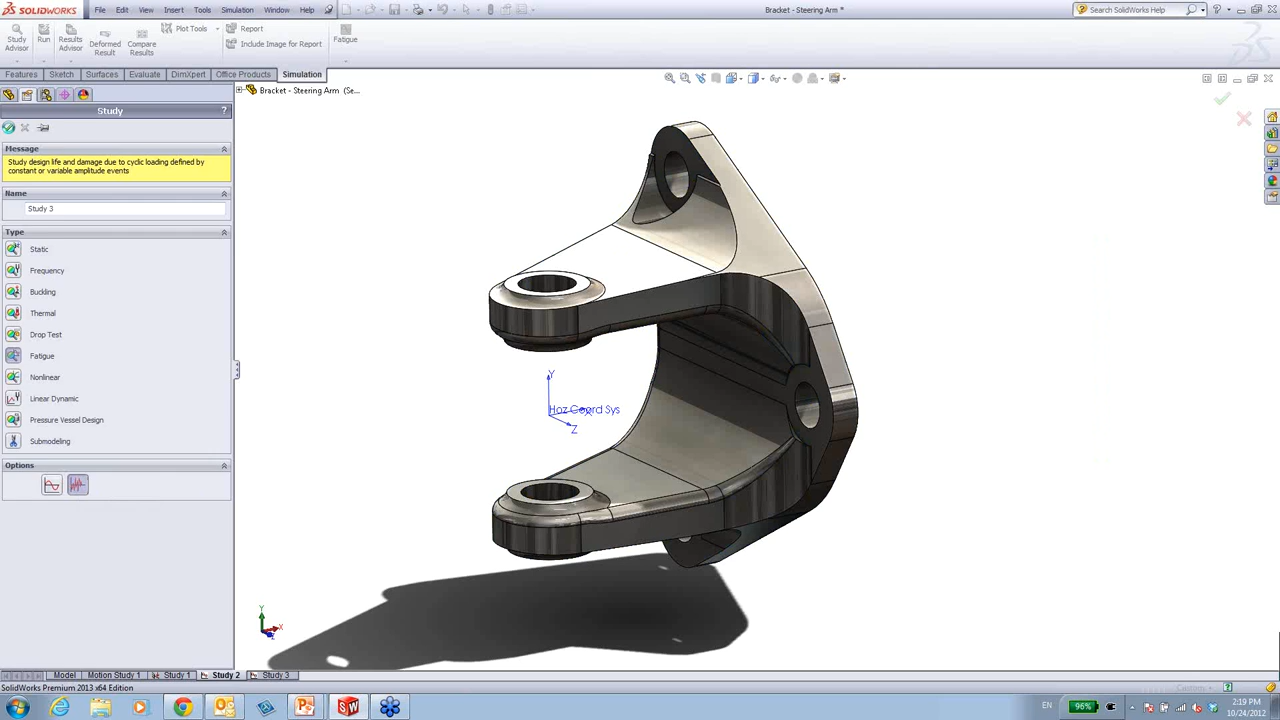 SOLIDWORKS File Edit View Insert Tools Simulation Window Help
Bracket - Steering Arm *
Search SolidWorks Help
Study Advisor
Run
Results Advisor
Deformed Result
Compare Results
Plot Tools
Report
Include Image for Report
Fatigue
Features Sketch Surfaces Evaluate DimXpert Office Products Simulation
Bracket - Steering Arm (Se...
Study ?
Message
Study design life and damage due to cyclic loading defined by
constant or variable amplitude events
Name
Study 3
Type
Static
Frequency
Buckling
Thermal
Drop Test
Fatigue
Nonlinear
Linear Dynamic
Pressure Vessel Design
Submodeling
Options
Y
Hoz Coord Sys
Z
Y
X
Z
Model Motion Study 1 Study 1 Study 2 Study 3
SolidWorks Premium 2013 x64 Edition
Custom
96%
EN
2:19 PM
10/24/2012